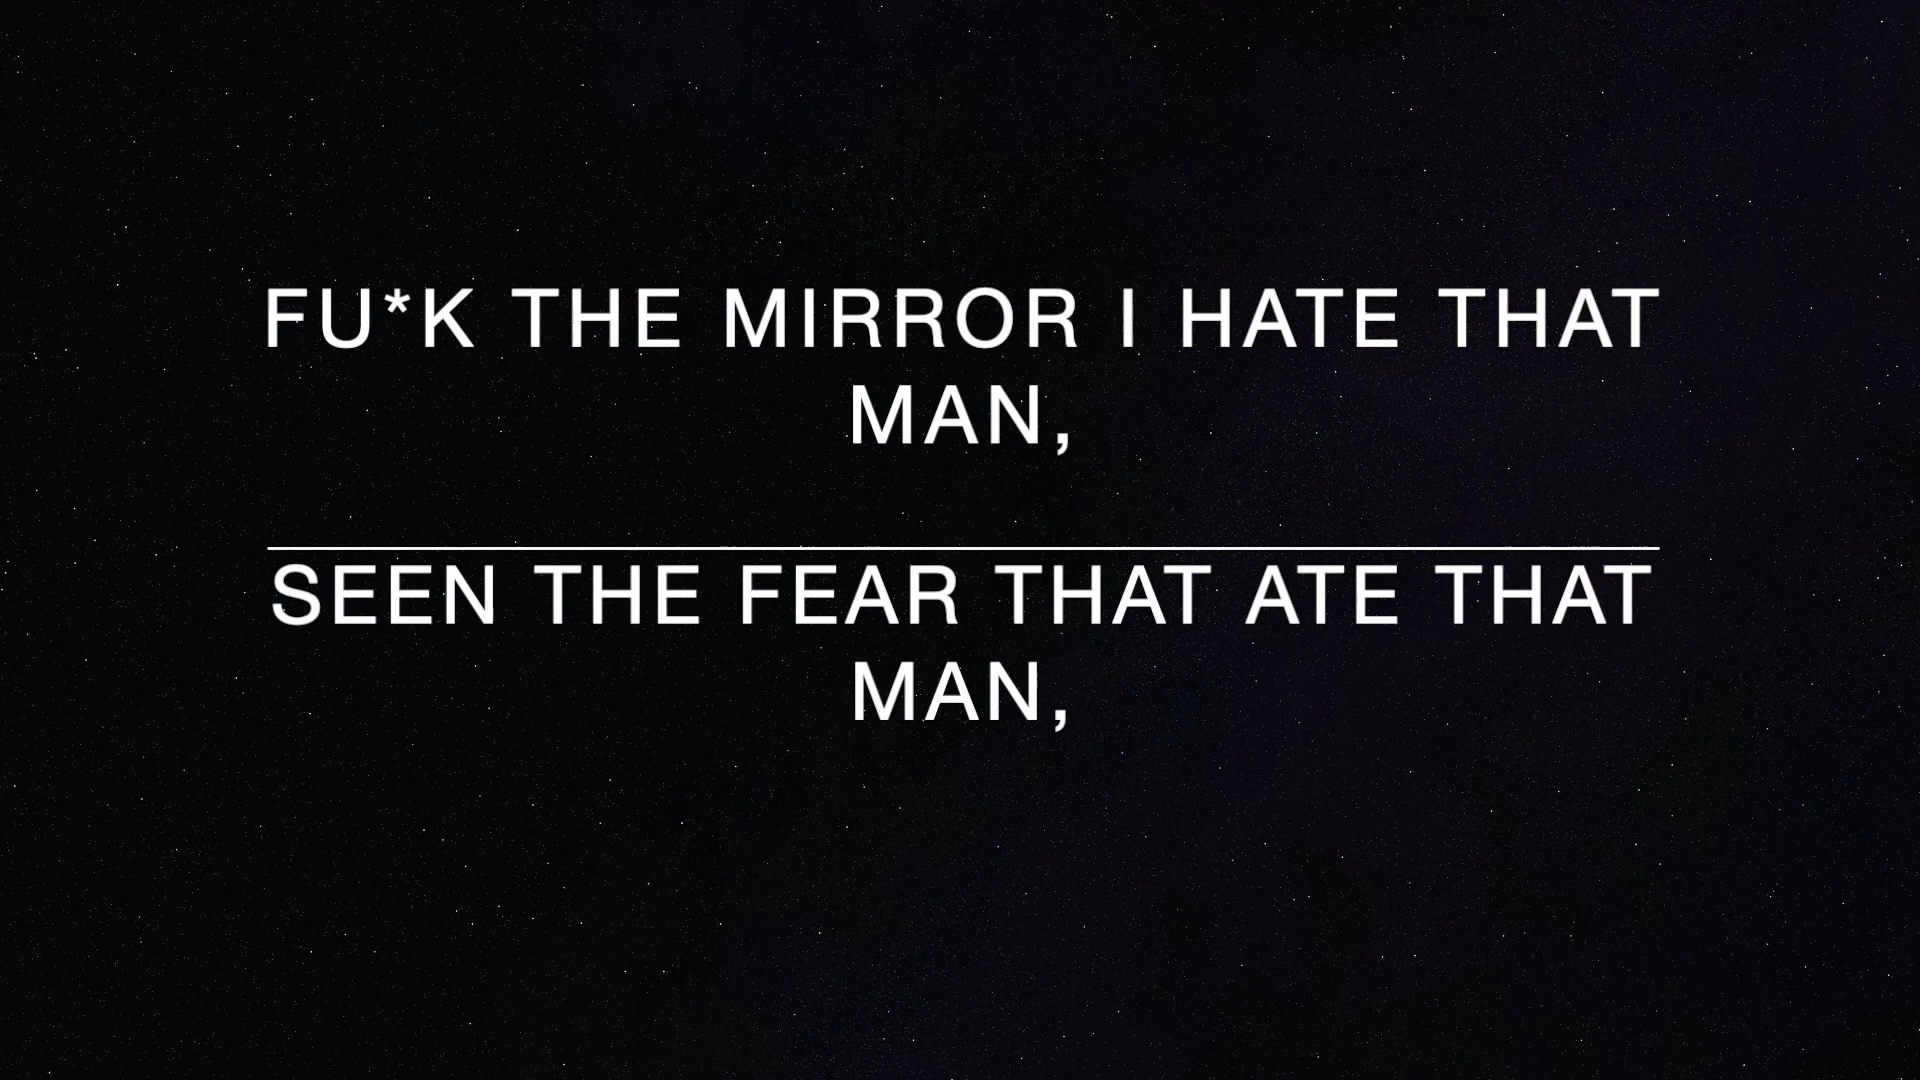 FU*K THE MIRROR I HATE THAT
MAN,
SEEN THE FEAR THAT ATE THAT
MAN,